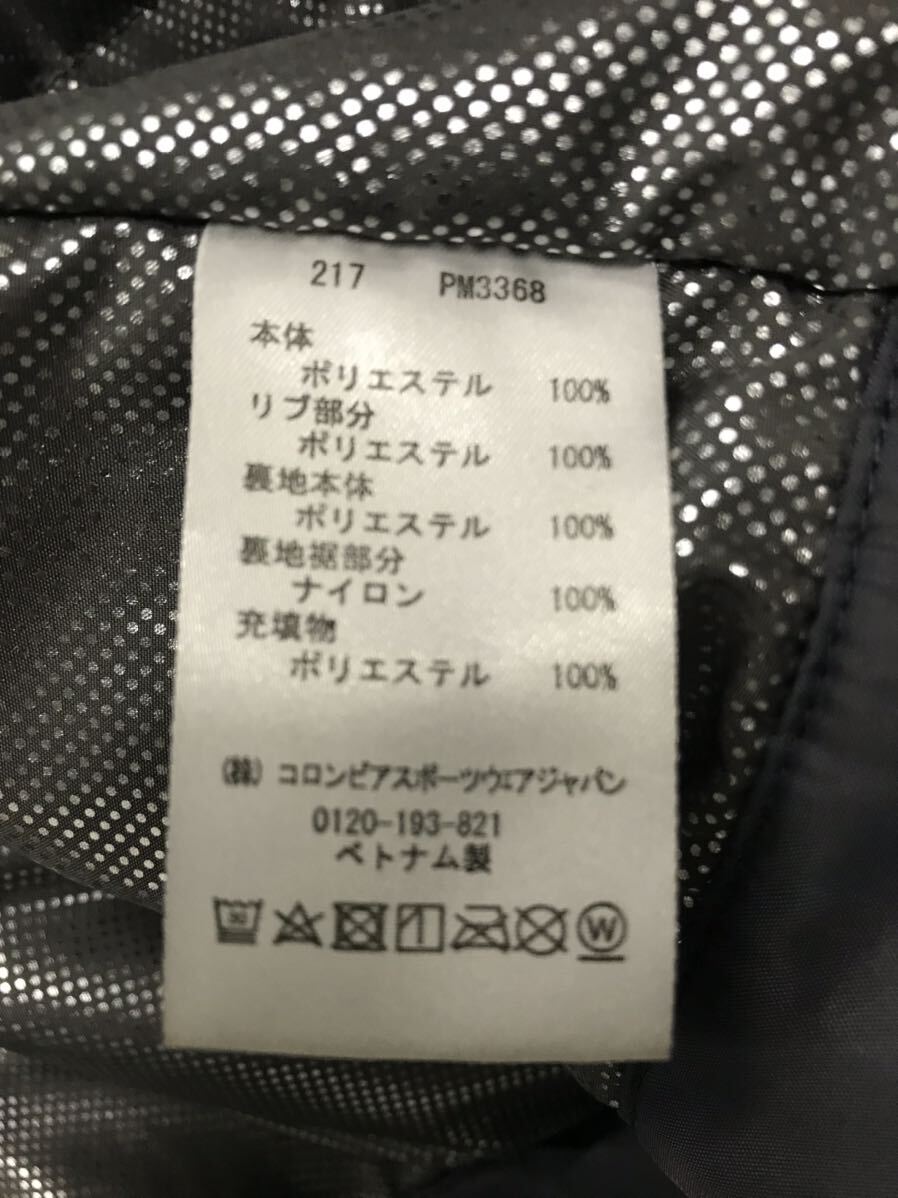 217 PM3368
本体
ポリエステル 100%
リブ部分
ポリエステル 100%
裏地本体
ポリエステル 100%
裏地裾部分
ナイロン 100%
充填物
ポリエステル 100%
㈱ コロンビアスポーツウェアジャパン
0120-193-821
ベトナム製
30 W